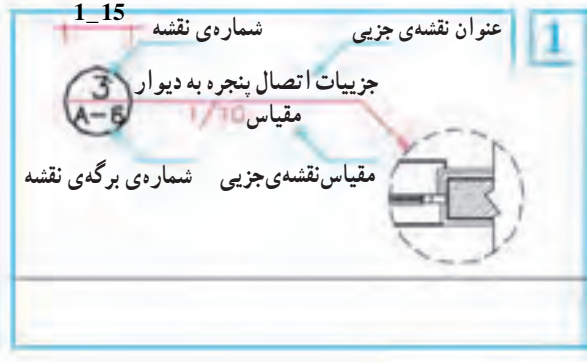 1_15
شماره‌ی نقشه
عنوان نقشه‌ی جزیی
1
3
جزییات اتصال پنجره به دیوار
A-6
مقیاس 1/10
شماره‌ی برگه‌ی نقشه
مقیاس نقشه‌ی جزیی